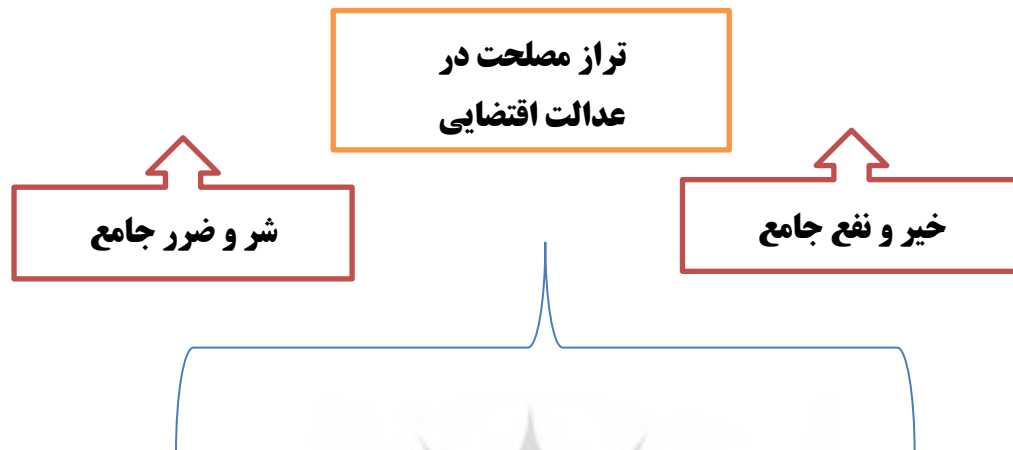 تراز مصلحت در
عدالت اقتضایی
خیر و نفع جامع
شر و ضرر جامع